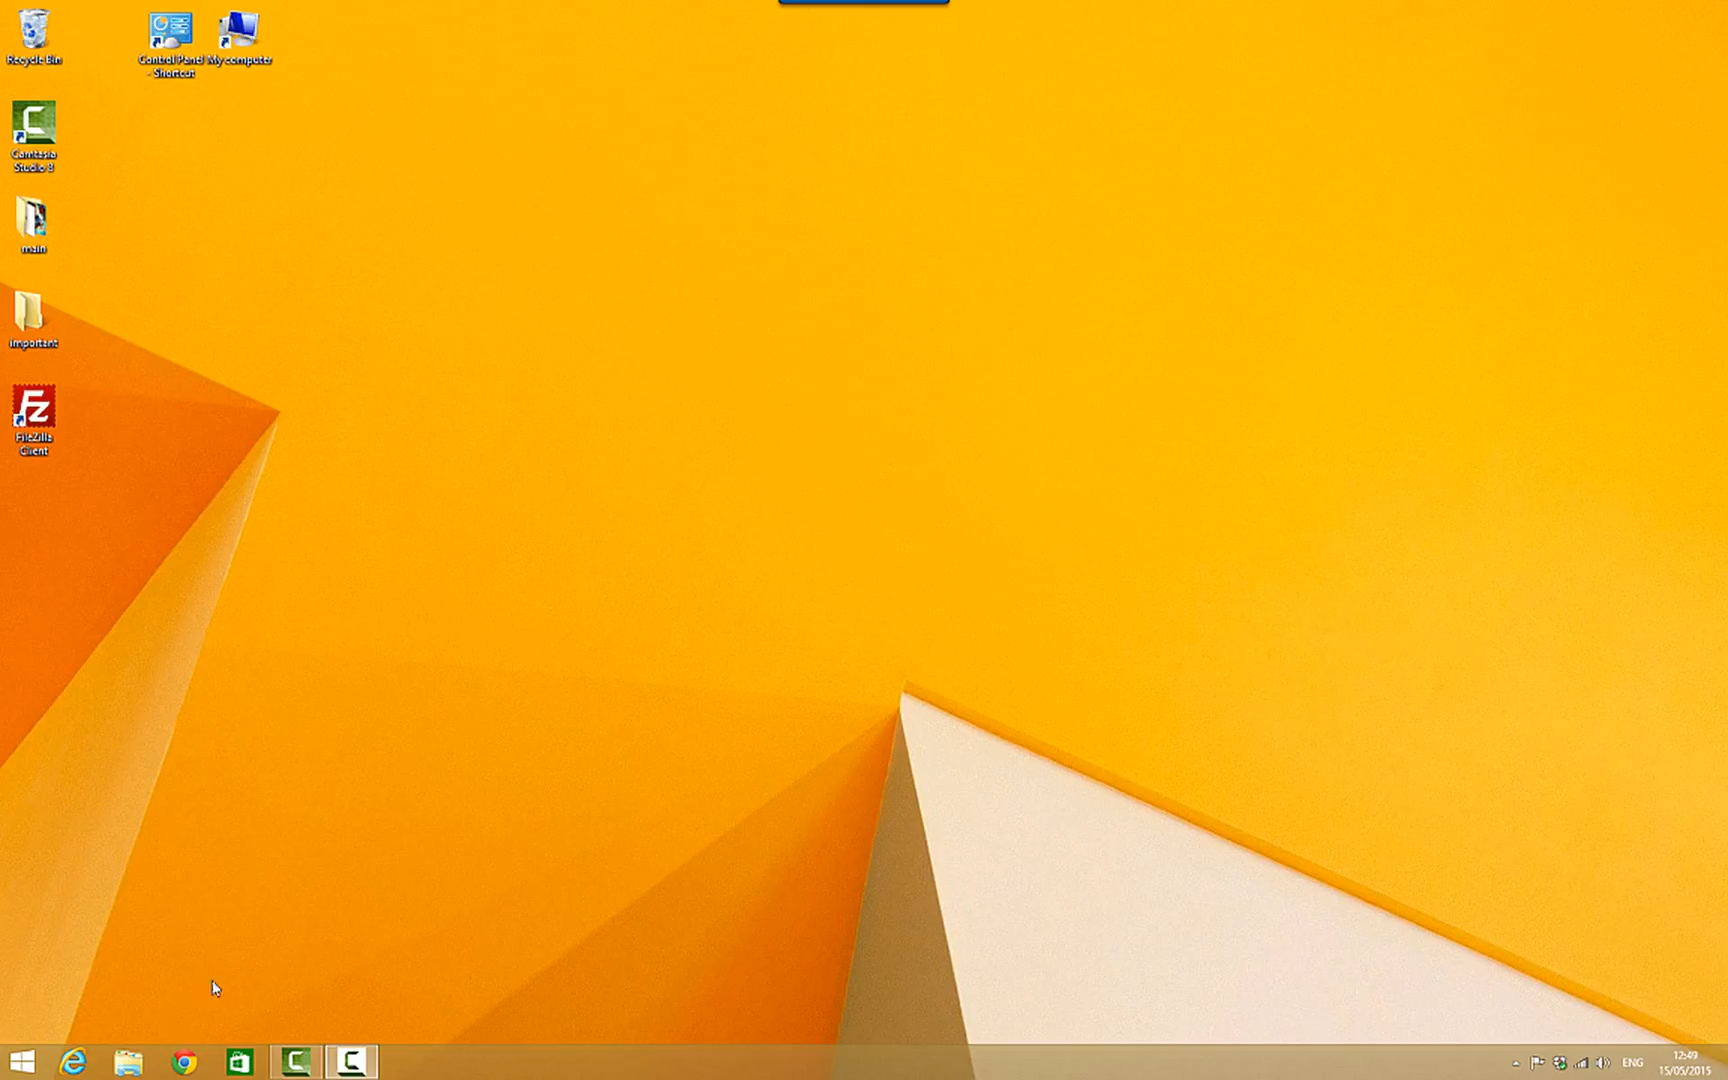 Recycle Bin
Control Panel
- Shortcut
My computer
Camtasia
Studio 8
main
important
FileZilla
Client
ENG
12:49
15/05/2015